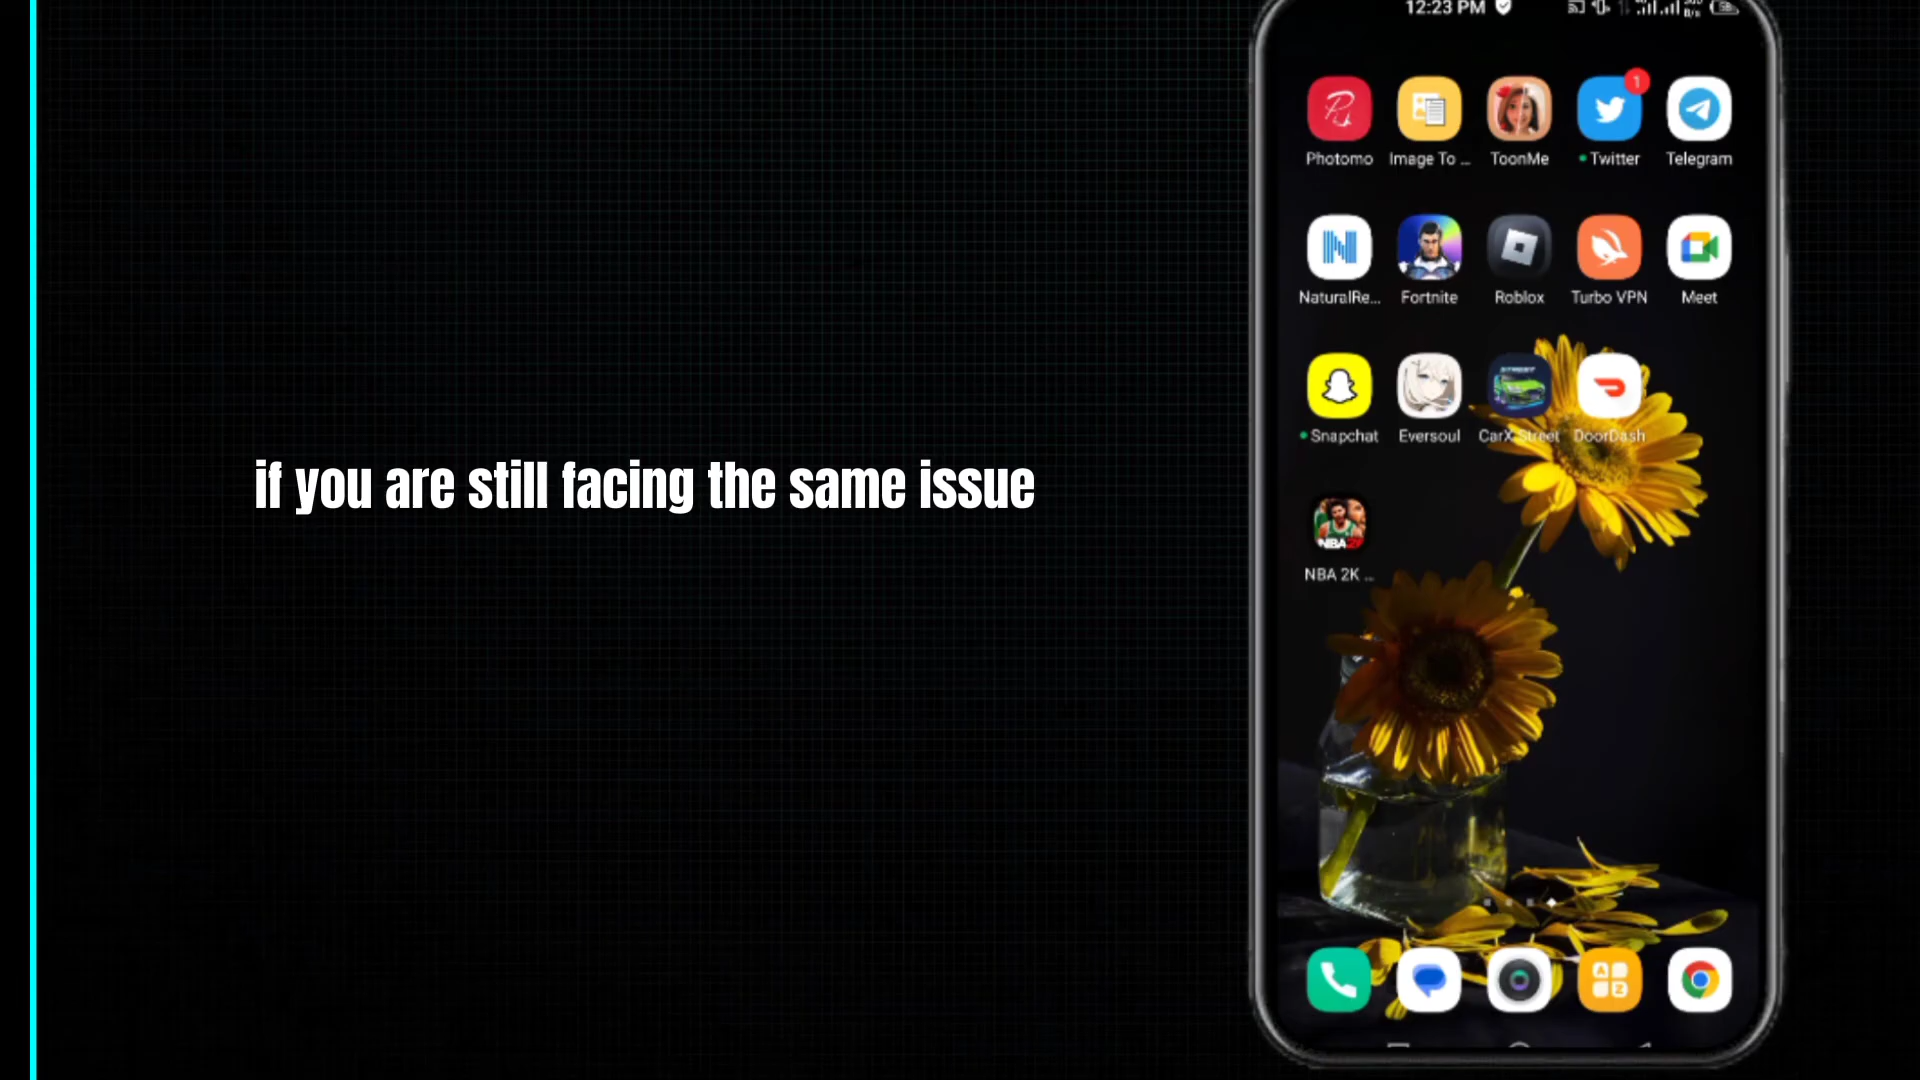 12:23 PM
1
Photomo Image To ... ToonMe Twitter Telegram
NaturalRe... Fortnite Roblox Turbo VPN Meet
Snapchat Eversoul CarX Street DoorDash
if you are still facing the same issue
NBA 2K ...